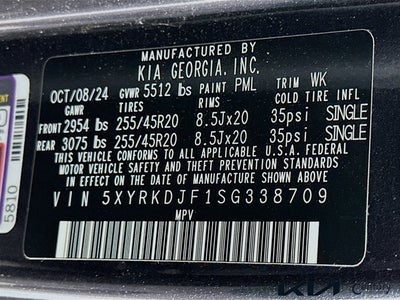 MANUFACTURED BY
KIA GEORGIA, INC.
OCT/08/24 GVWR 5512 lbs PAINT PML TRIM WK
GAWR TIRES RIMS COLD TIRE INFL
FRONT 2954 lbs 255/45R20 8.5Jx20 35psi SINGLE
REAR 3075 lbs 255/45R20 8.5Jx20 35psi SINGLE
THIS VEHICLE CONFORMS TO ALL APPLICABLE U.S.A. FEDERAL
MOTOR VEHICLE SAFETY, BUMPER, AND THEFT PREVENTION STANDARDS
IN EFFECT ON THE DATE OF MANUFACTURE SHOWN ABOVE.
VIN 5XYRKDJF1SG338709
MPV
5810
KIA